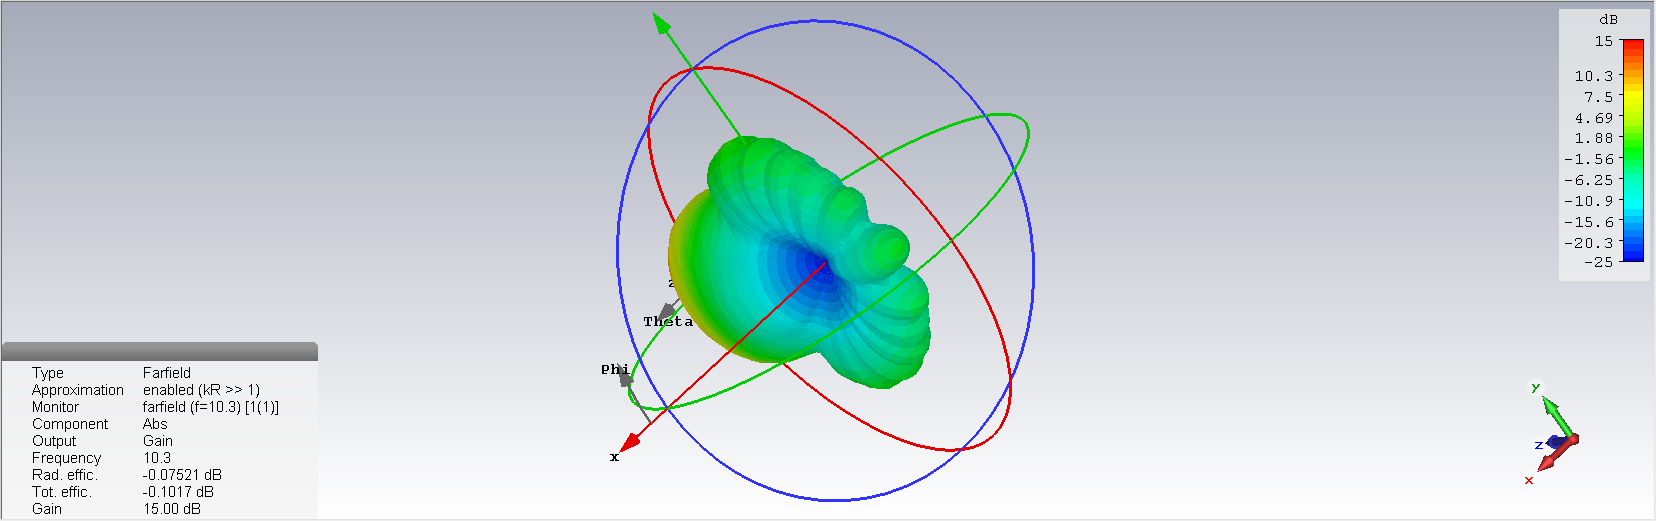 dB
15
10.3
7.5
4.69
1.88
-1.56
-6.25
-10.9
-15.6
-20.3
-25
z
Theta
Phi
x
Type Farfield
Approximation enabled (kR >> 1)
Monitor farfield (f=10.3) [1(1)]
Component Abs
Output Gain
Frequency 10.3
Rad. effic. -0.07521 dB
Tot. effic. -0.1017 dB
Gain 15.00 dB
y
z
x